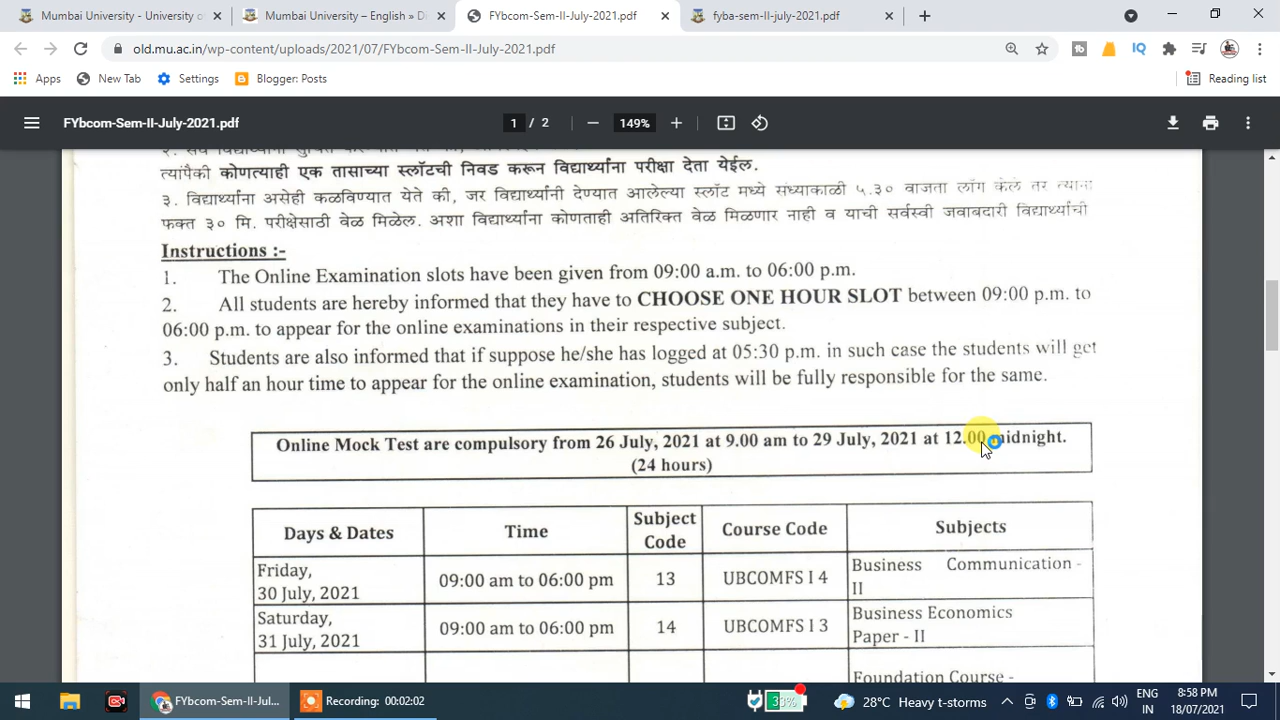 Mumbai University - University o
Mumbai University – English » Di
FYbcom-Sem-II-July-2021.pdf
fyba-sem-ii-july-2021.pdf
old.mu.ac.in/wp-content/uploads/2021/07/FYbcom-Sem-II-July-2021.pdf
IQ
Apps
New Tab
Settings
Blogger: Posts
Reading list
FYbcom-Sem-II-July-2021.pdf
1 / 2
149%
त्यांपैकी कोणत्याही एक तासाच्या स्लॉटची निवड करून विद्यार्थ्यांना परीक्षा देता येईल.
३. विद्यार्थ्यांना असेही कळविण्यात येते की, जर विद्यार्थ्यांनी देण्यात आलेल्या स्लॉट मध्ये संध्याकाळी ५.३० वाजता लॉग केले तर त्यांना
फक्त ३० मि. परीक्षेसाठी वेळ मिळेल. अशा विद्यार्थ्यांना कोणताही अतिरिक्त वेळ मिळणार नाही व याची सर्वस्वी जवाबदारी विद्यार्थ्यांची
Instructions :-
1. The Online Examination slots have been given from 09:00 a.m. to 06:00 p.m.
2. All students are hereby informed that they have to CHOOSE ONE HOUR SLOT between 09:00 p.m. to
06:00 p.m. to appear for the online examinations in their respective subject.
3. Students are also informed that if suppose he/she has logged at 05:30 p.m. in such case the students will get
only half an hour time to appear for the online examination, students will be fully responsible for the same.
Online Mock Test are compulsory from 26 July, 2021 at 9.00 am to 29 July, 2021 at 12.00 midnight.
(24 hours)
Days & Dates Time Subject Code Course Code Subjects
Friday, 30 July, 2021 09:00 am to 06:00 pm 13 UBCOMFS I 4 Business Communication - II
Saturday, 31 July, 2021 09:00 am to 06:00 pm 14 UBCOMFS I 3 Business Economics Paper - II
Foundation Course -
FYbcom-Sem-II-Jul...
Recording: 00:02:02
33%
28°C Heavy t-storms
ENG
IN
8:58 PM
18/07/2021